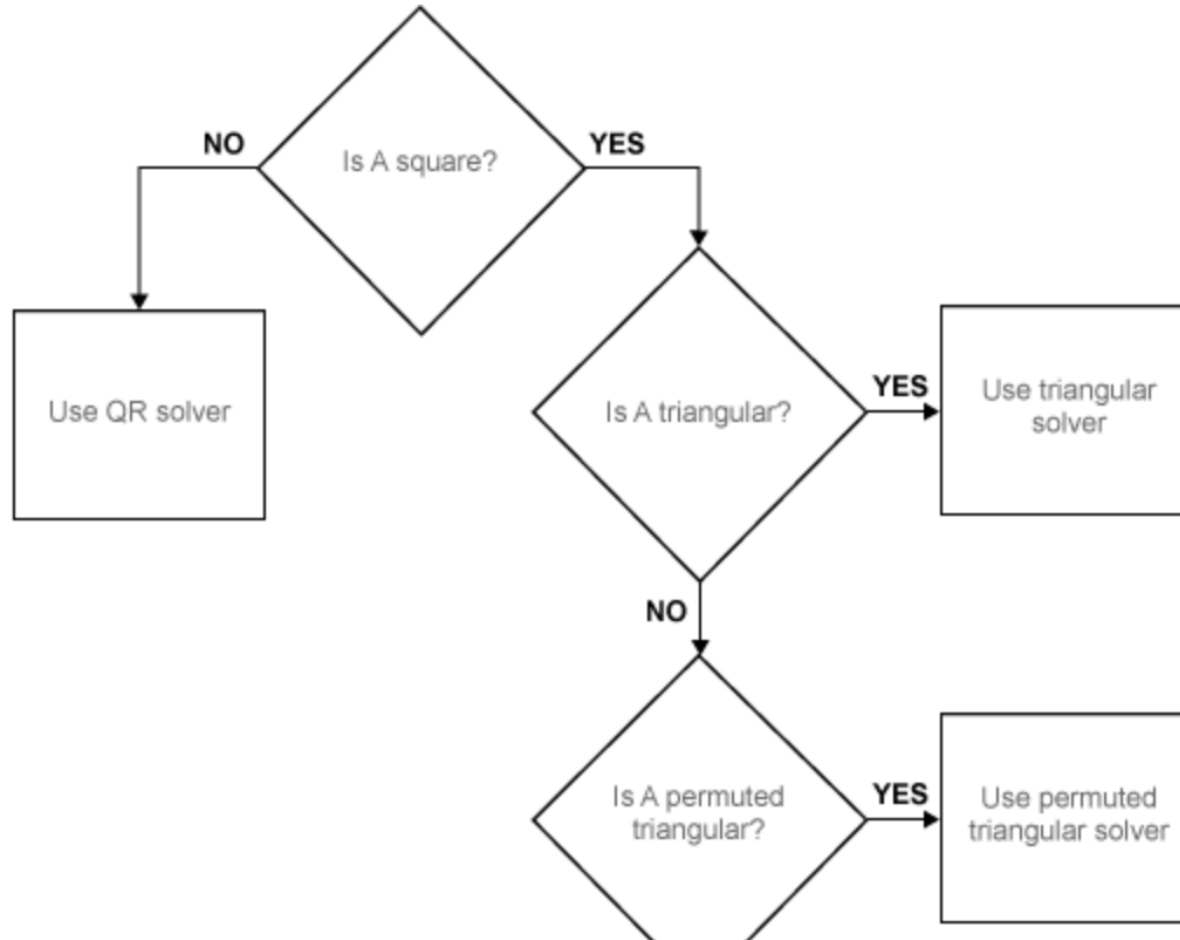 Is A square?
NO
YES
Use QR solver
Is A triangular?
YES
Use triangular
solver
NO
Is A permuted
triangular?
YES
Use permuted
triangular solver